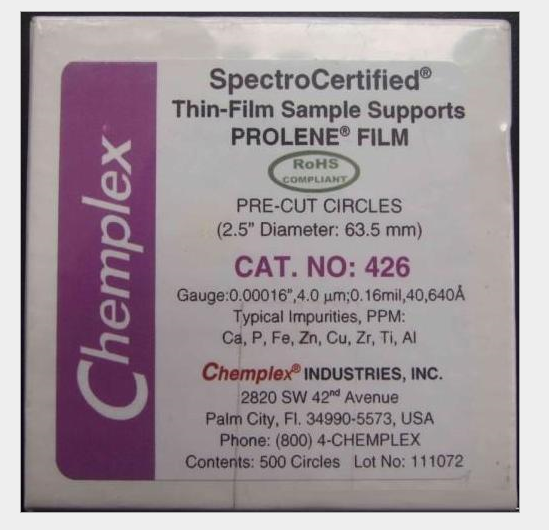 Chemplex
SpectroCertified®
Thin-Film Sample Supports
PROLENE® FILM
RoHS
COMPLIANT
PRE-CUT CIRCLES
(2.5" Diameter: 63.5 mm)
CAT. NO: 426
Gauge:0.00016",4.0 µm;0.16mil,40,640Å
Typical Impurities, PPM:
Ca, P, Fe, Zn, Cu, Zr, Ti, Al
Chemplex® INDUSTRIES, INC.
2820 SW 42nd Avenue
Palm City, Fl. 34990-5573, USA
Phone: (800) 4-CHEMPLEX
Contents: 500 Circles Lot No: 111072